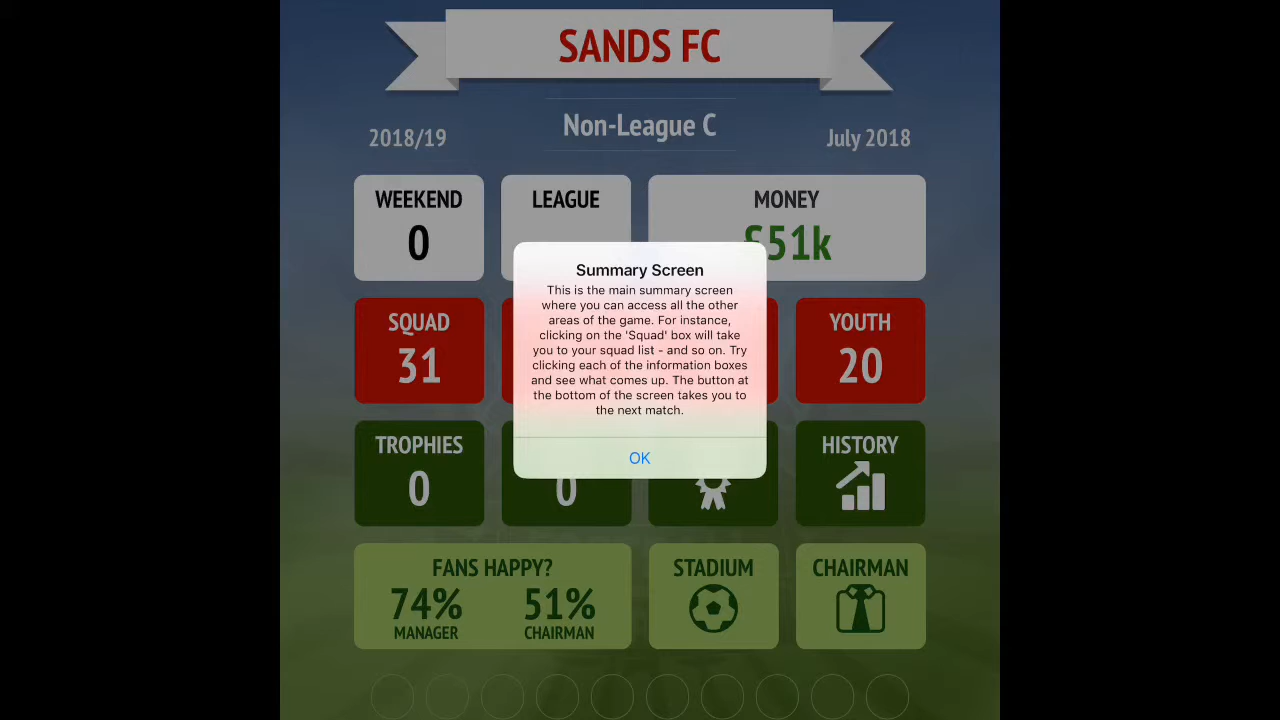 SANDS FC
2018/19
Non-League C
July 2018
WEEKEND
0
LEAGUE
MONEY
£51k
Summary Screen
This is the main summary screen
where you can access all the other
areas of the game. For instance,
clicking on the 'Squad' box will take
you to your squad list - and so on. Try
clicking each of the information boxes
and see what comes up. The button at
the bottom of the screen takes you to
the next match.
OK
SQUAD
31
YOUTH
20
TROPHIES
0
0
HISTORY
FANS HAPPY?
74%
MANAGER
51%
CHAIRMAN
STADIUM
CHAIRMAN